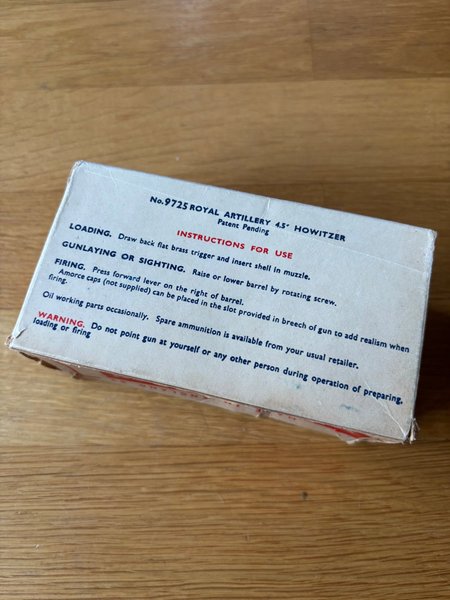 No. 9725 ROYAL ARTILLERY 4.5" HOWITZER
Patent Pending
INSTRUCTIONS FOR USE
LOADING. Draw back flat brass trigger and insert shell in muzzle.
GUNLAYING OR SIGHTING. Raise or lower barrel by rotating screw.
FIRING. Press forward lever on the right of barrel.
Amorce caps (not supplied) can be placed in the slot provided in breech of gun to add realism when
firing.
Oil working parts occasionally. Spare ammunition is available from your usual retailer.
WARNING. Do not point gun at yourself or any other person during operation of preparing,
loading or firing